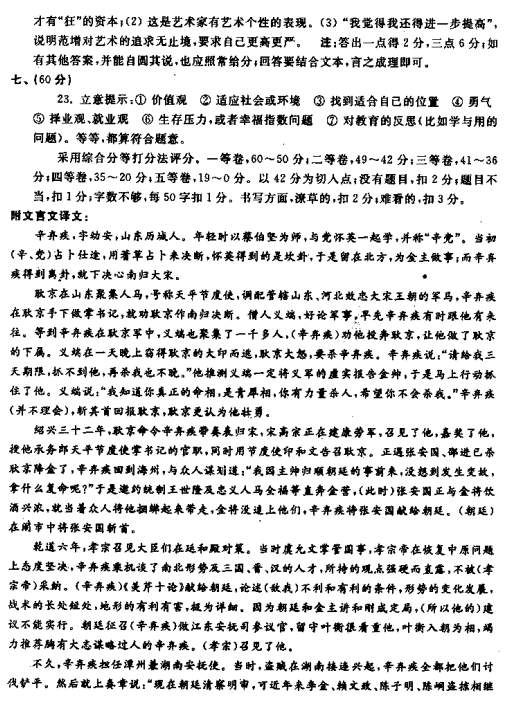 才有“狂”的资本;(2) 这是艺术家有艺术个性的表现。(3) “我觉得我还得进一步提高”,
说明范增对艺术的追求无止境,要求自己更高更严。 注:答出一点得2分,三点6分;如
有其他答案,并能自圆其说,也应照常给分;回答要结合文本,言之成理即可。
七、(60分)
23. 立意提示:① 价值观 ② 适应社会或环境 ③ 找到适合自己的位置 ④ 勇气
⑤ 择业观、就业观 ⑥ 生存压力,或者幸福指数问题 ⑦ 对教育的反思(比如学与用的
问题)。等等,都算符合题意。
采用综合分等打分法评分。一等卷,60~50分;二等卷,49~42分;三等卷,41~36
分;四等卷,35~20分;五等卷,19~0分。以42分为切入点;没有题目,扣2分;题目不
当,扣1分;字数不够,每50字扣1分。书写方面,潦草的,扣2分;难看的,扣3分。
附文言文译文:
辛弃疾,字幼安,山东历城人。年轻时以蔡伯坚为师,与党怀英一起学,并称“辛党”。当初
(辛、党)占卜仕途,用蓍草占卜来决断,怀英得到的是坎卦,于是留在北方,为金主做事;而辛弃
疾得到离卦,就下决心南归大宋。
耿京在山东聚集人马,号称天平节度使,调配管辖山东、河北效忠大宋王朝的军马,辛弃疾
在耿京手下做掌书记,就劝耿京作南归决断。僧人义端,好论军事,早先辛弃疾有时跟他有来
往。等到辛弃疾在耿京军中,义端也聚集了一千多人,(辛弃疾)劝他投奔耿京,让他做了耿京
的下属。义端在一天晚上窃得耿京的大印而逃,耿京大怒,要杀辛弃疾。辛弃疾说:“请给我三
天期限,抓不到他,再杀我也不晚。”他推测义端一定将义军的虚实报告金帅,于是马上行动抓
住了他。义端说:“我知道你真正的命相,是青犀相,你有力量杀人,希望你不会杀我。”辛弃疾
(并不理会),斩其首回报耿京,耿京更认为他壮勇。
绍兴三十二年,耿京命令辛弃疾带奏表归宋,宋高宗正在建康劳军,召见了他,嘉奖了他,
授他承务郎天平节度使掌书记的官职,同时用节度使印和文告召耿京。正遇张安国、邵进已杀
耿京降金了,辛弃疾回到海州,与众人谋划道:“我因主帅归顺朝廷的事前来,没想到发生变故,
拿什么复命呢?”于是邀约统制王世隆及忠义人马全福等直奔金营,(此时)张安国正与金将饮
酒兴浓,就当着众人将他捆绑起来带走,金将没追上他们,辛弃疾将张安国献给朝廷。(朝廷)
在闹市中将张安国斩首。
乾道六年,孝宗召见大臣们在延和殿对策。当时虞允文掌管国事,孝宗帝在恢复中原问题
上态度坚决,辛弃疾乘机谈了南北形势及三国、晋、汉的人才,所持的观点强硬而直露,不被(孝
宗帝)采纳。(辛弃疾)《美芹十论》献给朝廷,论述(敌我)不利和有利的条件,形势的变化发展,
战术的长处短处,地形的有利有害,极为详细。因为朝廷和金主讲和刚成定局,(所以他的)建
议不能实行。朝廷征召(辛弃疾)做江东安抚司参议官,留守叶衡很看重他,叶衡入朝为相,竭
力推荐胸有大志谋略过人的辛弃疾。(孝宗)召见了他。
不久,辛弃疾担任潭州兼湖南安抚使。当时,盗贼在湖南接连兴起,辛弃疾全都把他们讨
伐铲平。然后就上奏章说:“现在朝廷清察明审,可近年来李金、赖文政、陈子明、陈峒盗掠相继